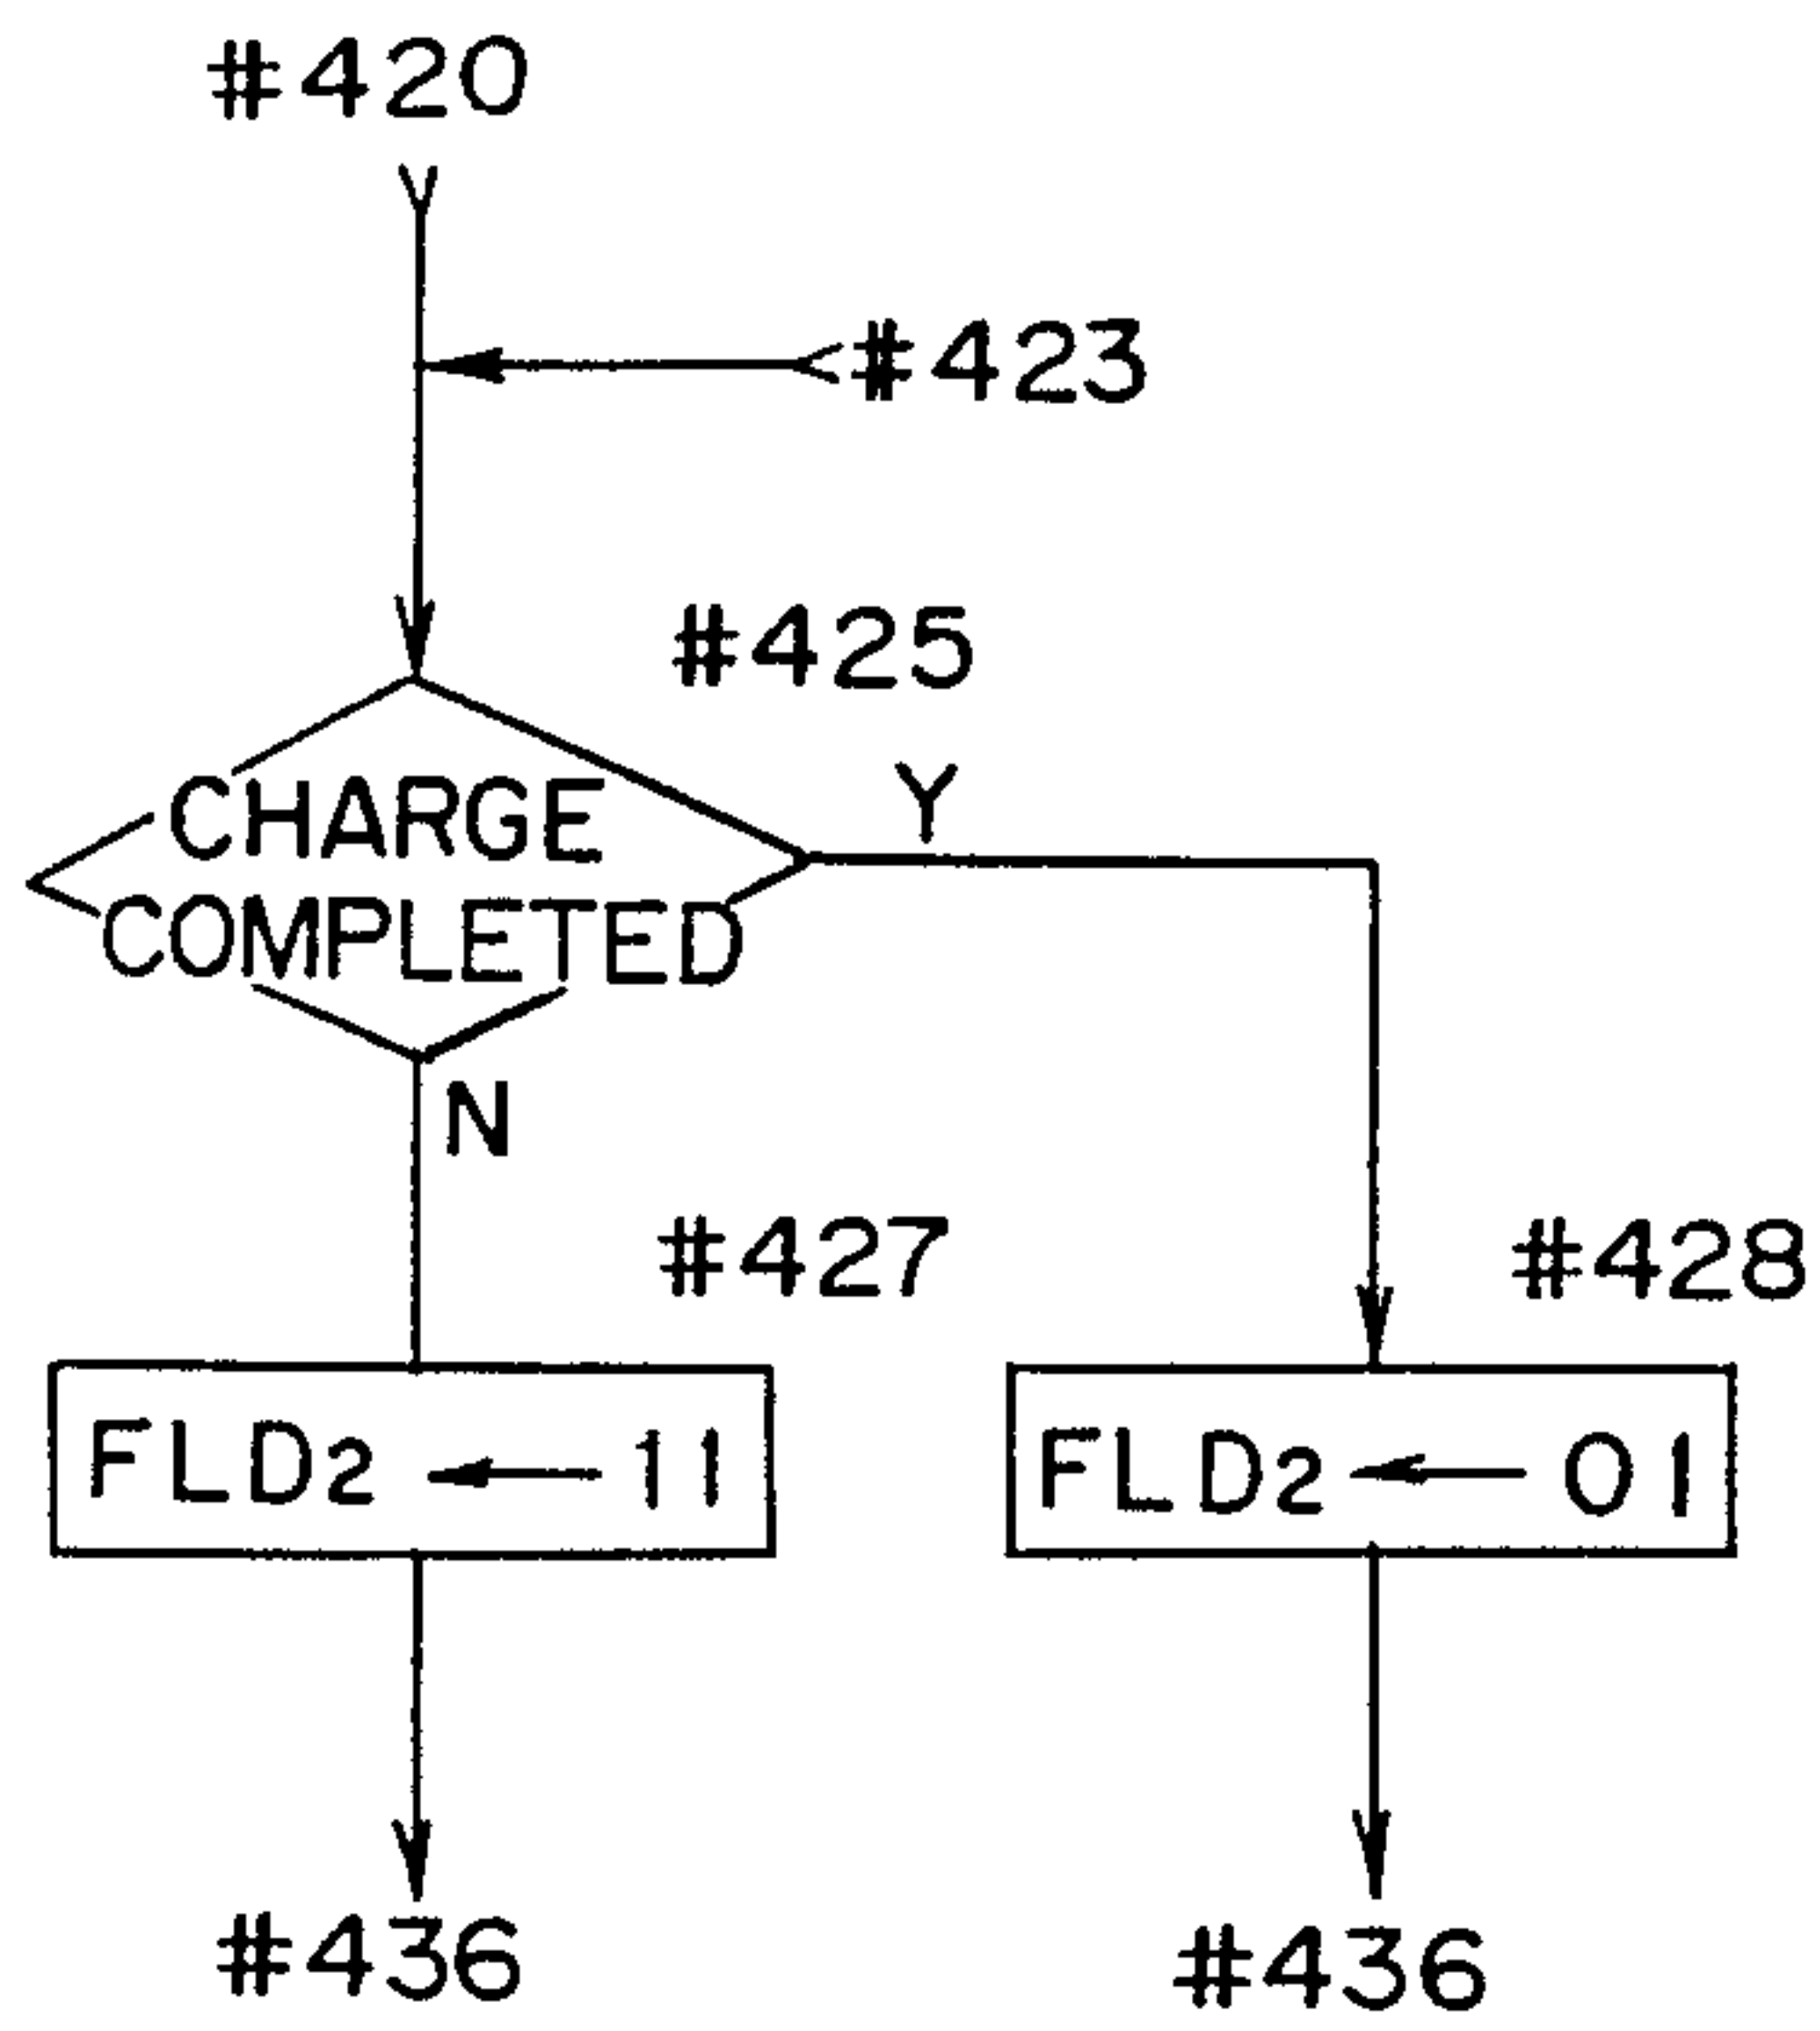 #420
#423
#425
CHARGE
COMPLETED
Y
N
#427
#428
FLD2 ← 11
FLD2 ← 01
#436
#436